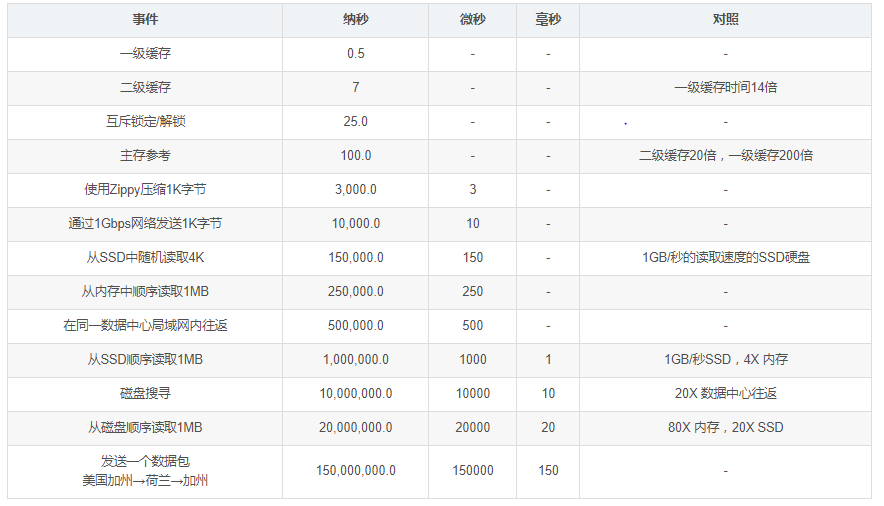 事件 纳秒 微秒 毫秒 对照
一级缓存 0.5 - - -
二级缓存 7 - - 一级缓存时间14倍
互斥锁定/解锁 25.0 - - -
主存参考 100.0 - - 二级缓存20倍，一级缓存200倍
使用Zippy压缩1K字节 3,000.0 3 - -
通过1Gbps网络发送1K字节 10,000.0 10 - -
从SSD中随机读取4K 150,000.0 150 - 1GB/秒的读取速度的SSD硬盘
从内存中顺序读取1MB 250,000.0 250 - -
在同一数据中心局域网内往返 500,000.0 500 - -
从SSD顺序读取1MB 1,000,000.0 1000 1 1GB/秒SSD，4X 内存
磁盘搜寻 10,000,000.0 10000 10 20X 数据中心往返
从磁盘顺序读取1MB 20,000,000.0 20000 20 80X 内存，20X SSD
发送一个数据包
美国加州→荷兰→加州 150,000,000.0 150000 150 -